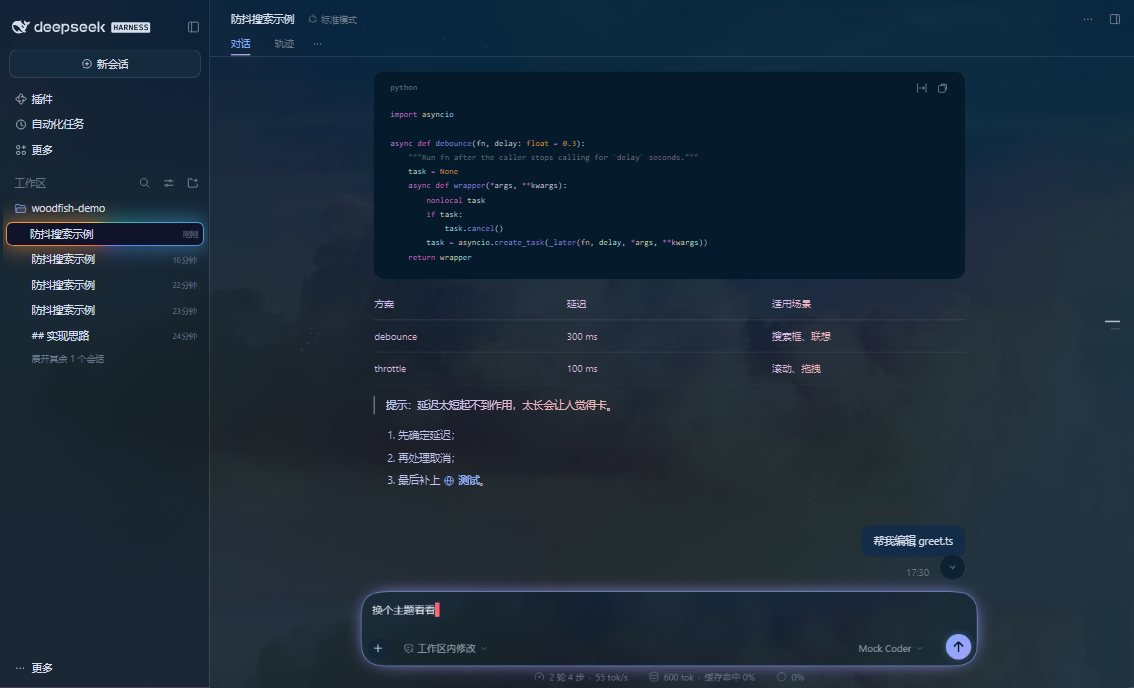 deepseek HARNESS
新会话
插件
自动化任务
更多
工作区
woodfish-demo
防抖搜索示例 刚刚
防抖搜索示例 16分钟
防抖搜索示例 22分钟
防抖搜索示例 23分钟
## 实现思路 24分钟
展开其余 1 个会话
··· 更多
防抖搜索示例 标准模式
对话 轨迹 ···
python
import asyncio
async def debounce(fn, delay: float = 0.3):
"""Run fn after the caller stops calling for `delay` seconds."""
task = None
async def wrapper(*args, **kwargs):
nonlocal task
if task:
task.cancel()
task = asyncio.create_task(_later(fn, delay, *args, **kwargs))
return wrapper
方案 延迟 适用场景
debounce 300 ms 搜索框、联想
throttle 100 ms 滚动、拖拽
提示：延迟太短起不到作用，太长会让人觉得卡。
1. 先确定延迟；
2. 再处理取消；
3. 最后补上 测试。
帮我编辑 greet.ts
17:30
换个主题看看
+ 工作区内修改
Mock Coder
2 轮 4 步 · 55 tok/s 600 tok · 缓存命中 0% 0%